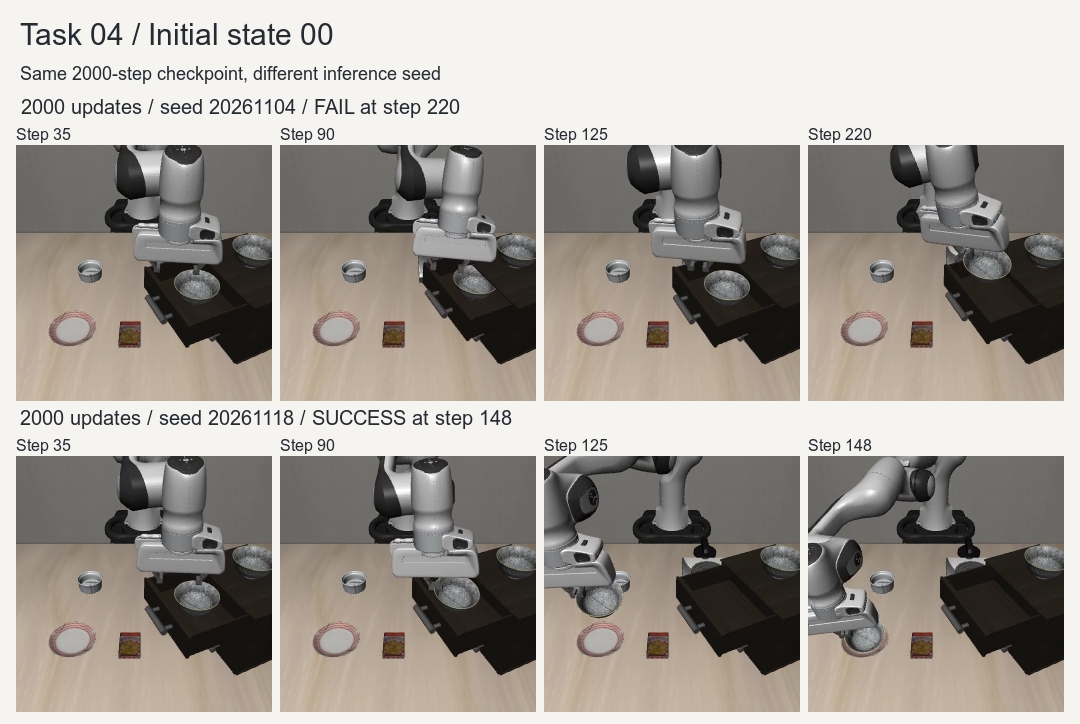 Task 04 / Initial state 00
Same 2000-step checkpoint, different inference seed
2000 updates / seed 20261104 / FAIL at step 220
Step 35
Step 90
Step 125
Step 220
2000 updates / seed 20261118 / SUCCESS at step 148
Step 35
Step 90
Step 125
Step 148